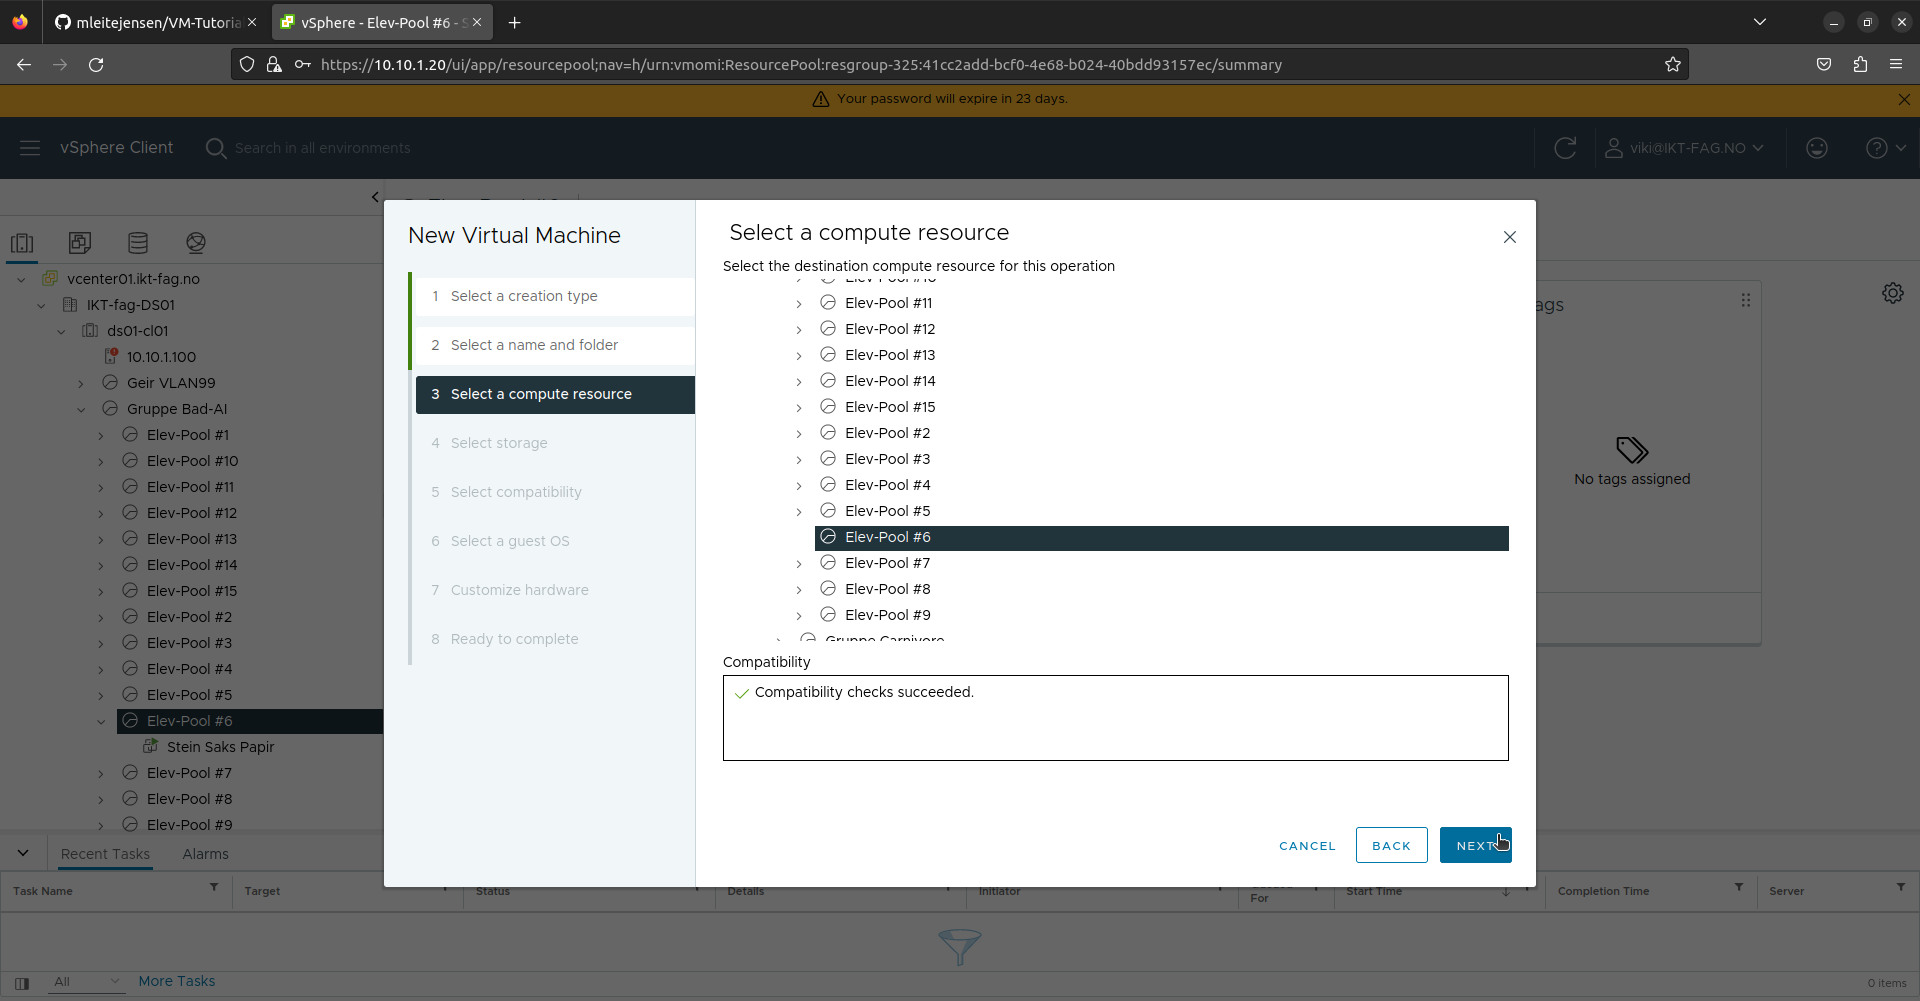 mleitejensen/VM-Tutoria
vSphere - Elev-Pool #6 - S
https://10.10.1.20/ui/app/resourcepool;nav=h/urn:vmomi:ResourcePool:resgroup-325:41cc2add-bcf0-4e68-b024-40bdd93157ec/summary
Your password will expire in 23 days.
vSphere Client
Search in all environments
viki@IKT-FAG.NO
vcenter01.ikt-fag.no
IKT-fag-DS01
ds01-cl01
10.10.1.100
Geir VLAN99
Gruppe Bad-AI
Elev-Pool #1
Elev-Pool #10
Elev-Pool #11
Elev-Pool #12
Elev-Pool #13
Elev-Pool #14
Elev-Pool #15
Elev-Pool #2
Elev-Pool #3
Elev-Pool #4
Elev-Pool #5
Elev-Pool #6
Stein Saks Papir
Elev-Pool #7
Elev-Pool #8
Elev-Pool #9
New Virtual Machine
1 Select a creation type
2 Select a name and folder
3 Select a compute resource
4 Select storage
5 Select compatibility
6 Select a guest OS
7 Customize hardware
8 Ready to complete
Select a compute resource
Select the destination compute resource for this operation
Elev-Pool #11
Elev-Pool #12
Elev-Pool #13
Elev-Pool #14
Elev-Pool #15
Elev-Pool #2
Elev-Pool #3
Elev-Pool #4
Elev-Pool #5
Elev-Pool #6
Elev-Pool #7
Elev-Pool #8
Elev-Pool #9
Gruppe Carnivore
Compatibility
Compatibility checks succeeded.
CANCEL
BACK
NEXT
ags
No tags assigned
Recent Tasks
Alarms
Task Name
Target
Status
Details
Initiator
For
Start Time
Completion Time
Server
All
More Tasks
0 items